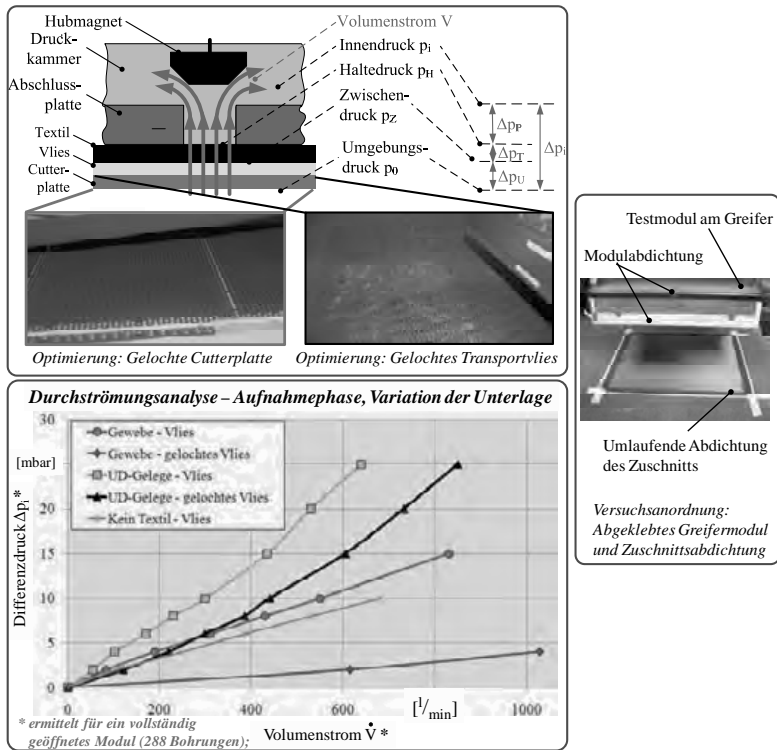 Hubmagnet
Druck-
kammer
Abschluss-
platte
Textil
Vlies
Cutter-
platte
Volumenstrom V
Innendruck pi
Haltedruck pH
Zwischen-
druck pZ
Umgebungs-
druck p0
ΔpP
ΔpT
ΔpU
Δpi
Optimierung: Gelochte Cutterplatte
Optimierung: Gelochtes Transportvlies
Testmodul am Greifer
Modulabdichtung
Umlaufende Abdichtung
des Zuschnitts
Versuchsanordnung:
Abgeklebtes Greifermodul
und Zuschnittsabdichtung
Durchströmungsanalyse – Aufnahmephase, Variation der Unterlage
30
[mbar]
20
15
10
5
0
Differenzdruck Δpi*
Gewebe - Vlies
Gewebe - gelochtes Vlies
UD-Gelege - Vlies
UD-Gelege - gelochtes Vlies
Kein Textil - Vlies
0 200 400 600 800 1000
[l/min]
Volumenstrom V̇ *
* ermittelt für ein vollständig
geöffnetes Modul (288 Bohrungen);